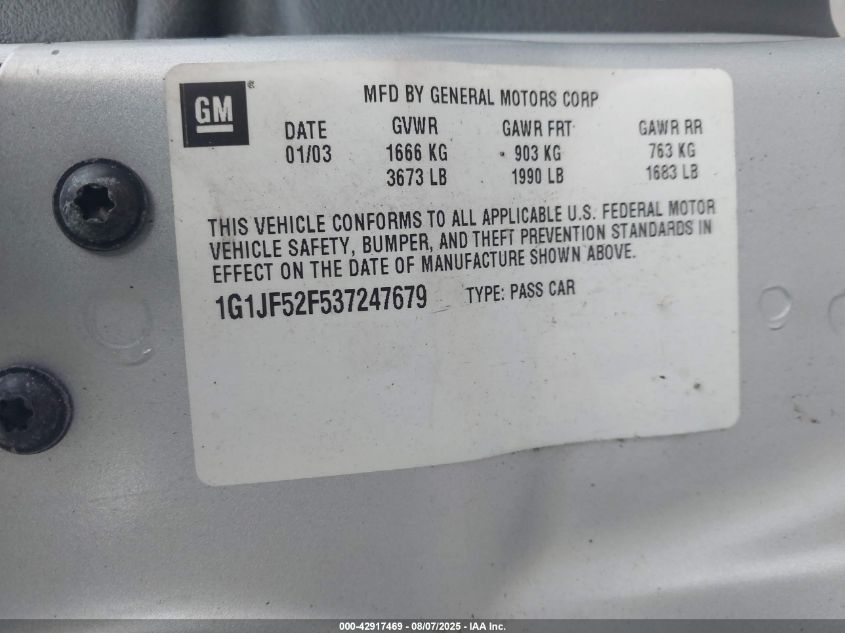 GM®
MFD BY GENERAL MOTORS CORP
DATE GVWR GAWR FRT GAWR RR
01/03 1666 KG 903 KG 763 KG
3673 LB 1990 LB 1683 LB
THIS VEHICLE CONFORMS TO ALL APPLICABLE U.S. FEDERAL MOTOR
VEHICLE SAFETY, BUMPER, AND THEFT PREVENTION STANDARDS IN
EFFECT ON THE DATE OF MANUFACTURE SHOWN ABOVE.
1G1JF52F537247679 TYPE: PASS CAR
000-42917469 - 08/07/2025 - IAA Inc.